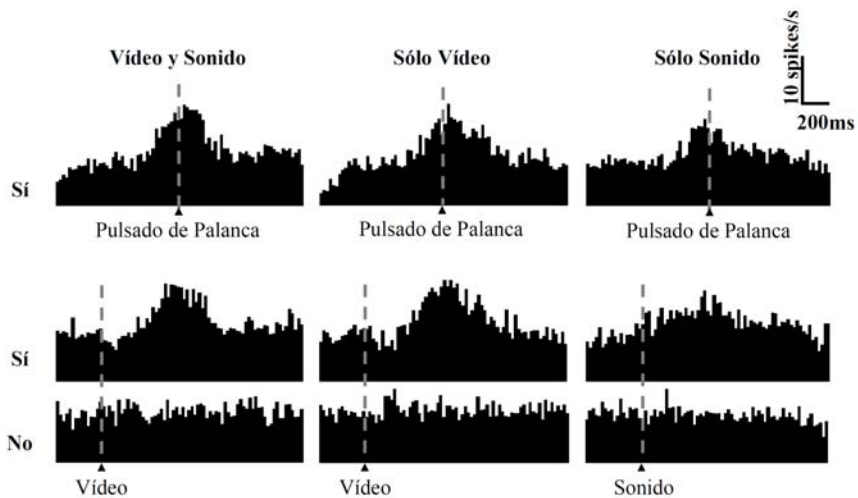 Vídeo y Sonido
Sólo Vídeo
Sólo Sonido
10 spikes/s
200ms
Sí
Pulsado de Palanca
Pulsado de Palanca
Pulsado de Palanca
Sí
No
Vídeo
Vídeo
Sonido